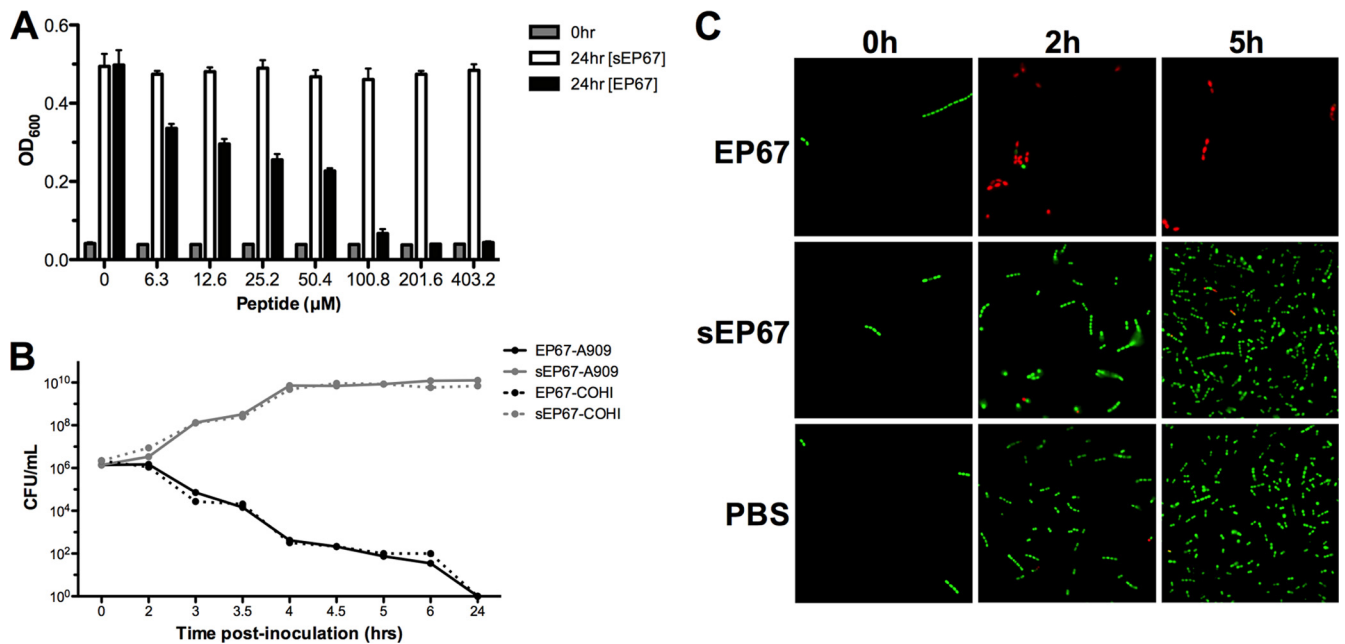 A
0.6
0.4
0.2
0.0
OD600
0 6.3 12.6 25.2 50.4 100.8 201.6 403.2
Peptide (µM)
0hr
24hr [sEP67]
24hr [EP67]
B
10^10
10^8
10^6
10^4
10^2
10^0
CFU/mL
0 2 3 3.5 4 4.5 5 6 24
Time post-inoculation (hrs)
EP67-A909
sEP67-A909
EP67-COHI
sEP67-COHI
C
0h 2h 5h
EP67
sEP67
PBS